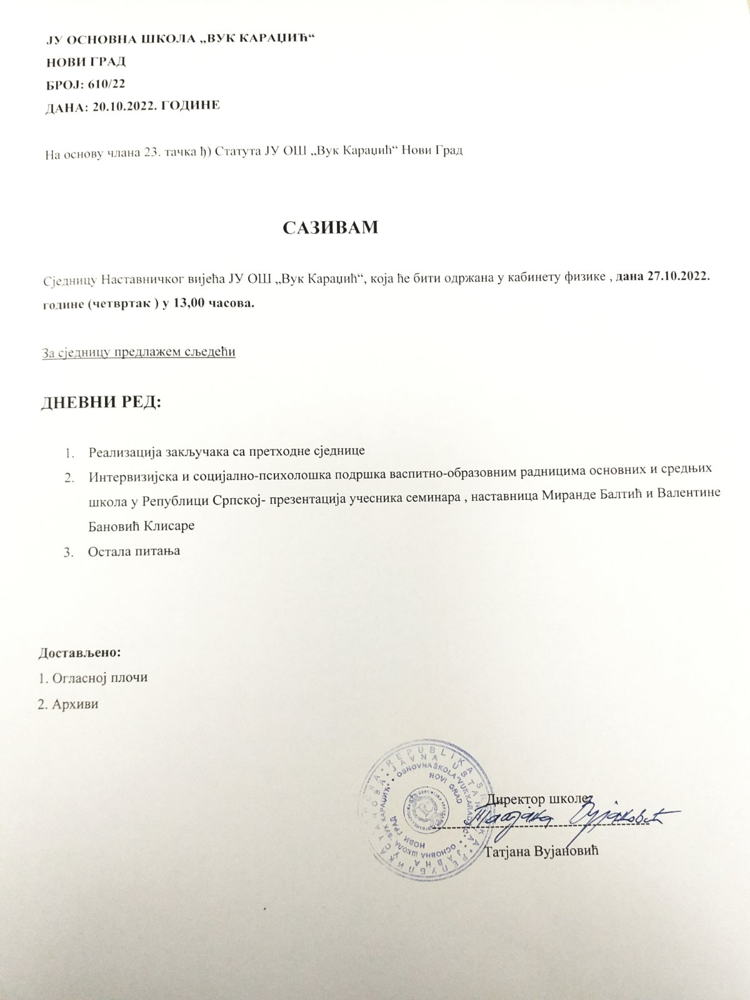 ЈУ ОСНОВНА ШКОЛА „ВУК КАРАЏИЋ“
НОВИ ГРАД
БРОЈ: 610/22
ДАНА: 20.10.2022. ГОДИНЕ
На основу члана 23. тачка ђ) Статута ЈУ ОШ „Вук Караџић“ Нови Град
САЗИВАМ
Сједницу Наставничког вијећа ЈУ ОШ „Вук Караџић“, која ће бити одржана у кабинету физике , дана 27.10.2022.
године (четвртак ) у 13,00 часова.
За сједницу предлажем сљедећи
ДНЕВНИ РЕД:
1. Реализација закључака са претходне сједнице
2. Интервизијска и социјално-психолошка подршка васпитно-образовним радницима основних и средњих
школа у Републици Српској- презентација учесника семинара , наставница Миранде Балтић и Валентине
Бановић Клисаре
3. Остала питања
Достављено:
1. Огласној плочи
2. Архиви
REPUBLIKA
JAVNA USTANOVA
OSNOVNA ŠKOLA "VUK KARADŽIĆ"
NOVI GRAD
НОВИ ГРАД
ОСНОВНА ШКОЛА "ВУК КАРАЏИЋ"
ЈАВНА УСТАНОВА
РЕПУБЛИКА
Директор школе
Татјана Вујановић
Татјана Вујановић